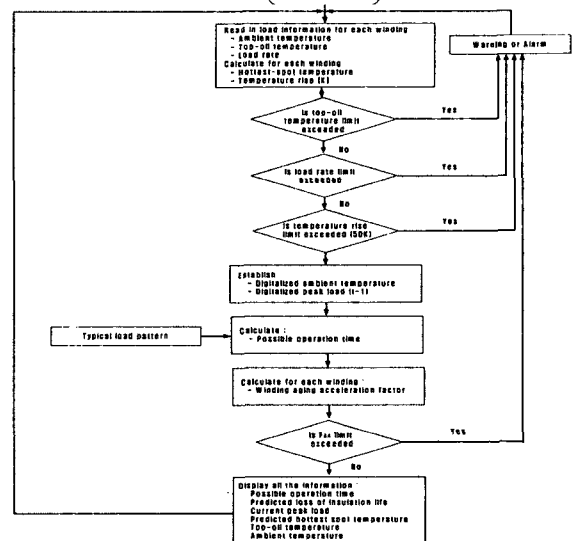 Read in load information for each winding
- Ambient temperature
- Top-oil temperature
- Load rate
Calculate for each winding
- Hottest-spot temperature
- Temperature rise (K)
Warning or Alarm
Is top-oil
temperature limit
exceeded
Yes
No
Is load rate limit
exceeded
Yes
No
Is temperature rise
limit exceeded (50K)
Yes
Establish
- Digitalized ambient temperature
- Digitalized peak load (t-1)
Typical load pattern
Calculate :
- Possible operation time
Calculate for each winding :
- Winding aging acceleration factor
Is FAA limit
exceeded
Yes
No
Display all the information
Possible operation time
Predicted loss of insulation life
Current peak load
Predicted hottest spot temperature
Top-oil temperature
Ambient temperature